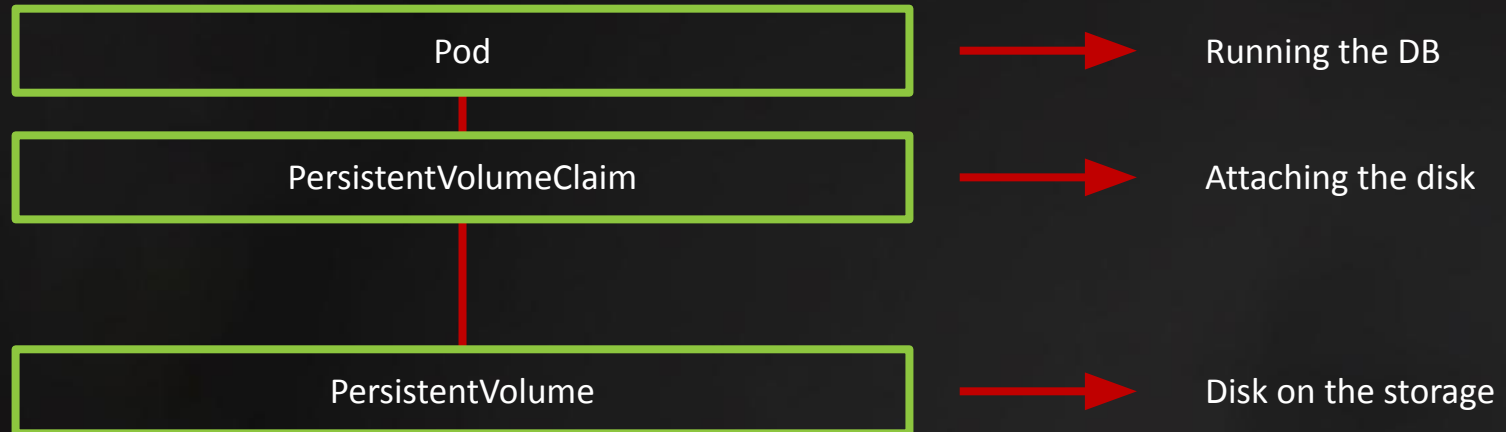 Pod
Running the DB
PersistentVolumeClaim
Attaching the disk
PersistentVolume
Disk on the storage